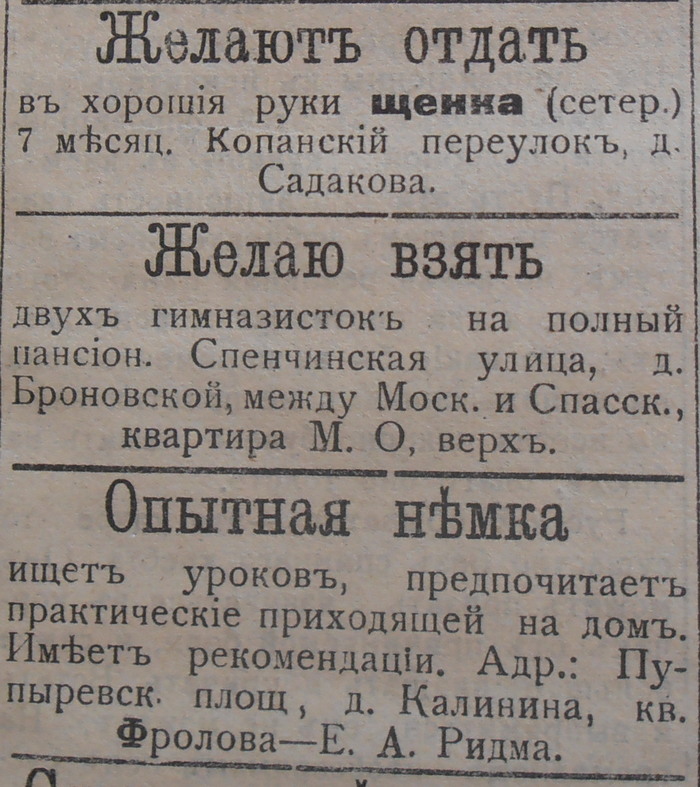 Желаютъ отдать
въ хорошія руки щенка (сетер.)
7 мѣсяц. Копанскій переулокъ, д.
Садакова.
Желаю взять
двухъ гимназистокъ на полный
пансіон. Спенчинская улица, д.
Броновской, между Моск. и Спасск.,
квартира М. О, верхъ.
Опытная нѣмка
ищетъ уроковъ, предпочитаетъ
практическіе приходящей на домъ.
Имѣетъ рекомендаціи. Адр.: Пу-
пыревск. площ, д. Калинина, кв.
Фролова—Е. А. Ридма.